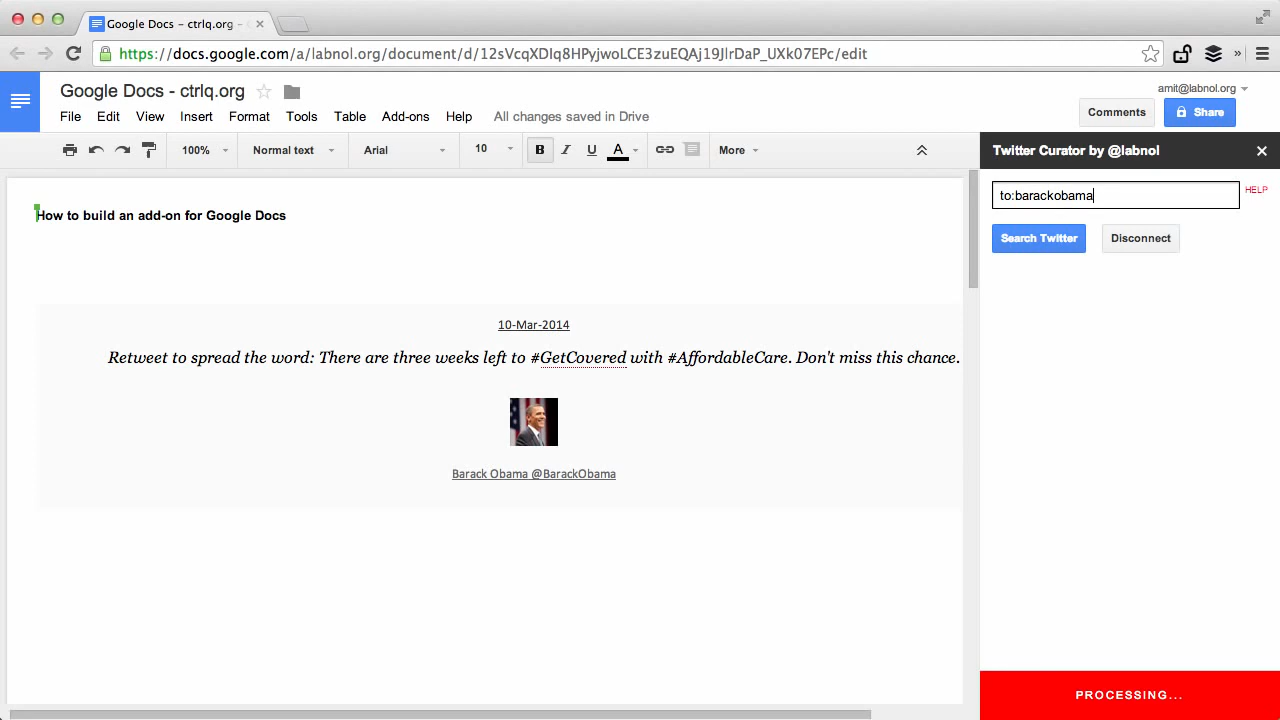 Google Docs – ctrlq.org –
https://docs.google.com/a/labnol.org/document/d/12sVcqXDIq8HPyjwoLCE3zuEQAj19JlrDaP_UXk07EPc/edit
Google Docs - ctrlq.org
amit@labnol.org
File Edit View Insert Format Tools Table Add-ons Help All changes saved in Drive
Comments Share
100% Normal text Arial 10 B I U A More
Twitter Curator by @labnol
to:barackobama HELP
Search Twitter Disconnect
How to build an add-on for Google Docs
10-Mar-2014
Retweet to spread the word: There are three weeks left to #GetCovered with #AffordableCare. Don't miss this chance.
Barack Obama @BarackObama
PROCESSING...